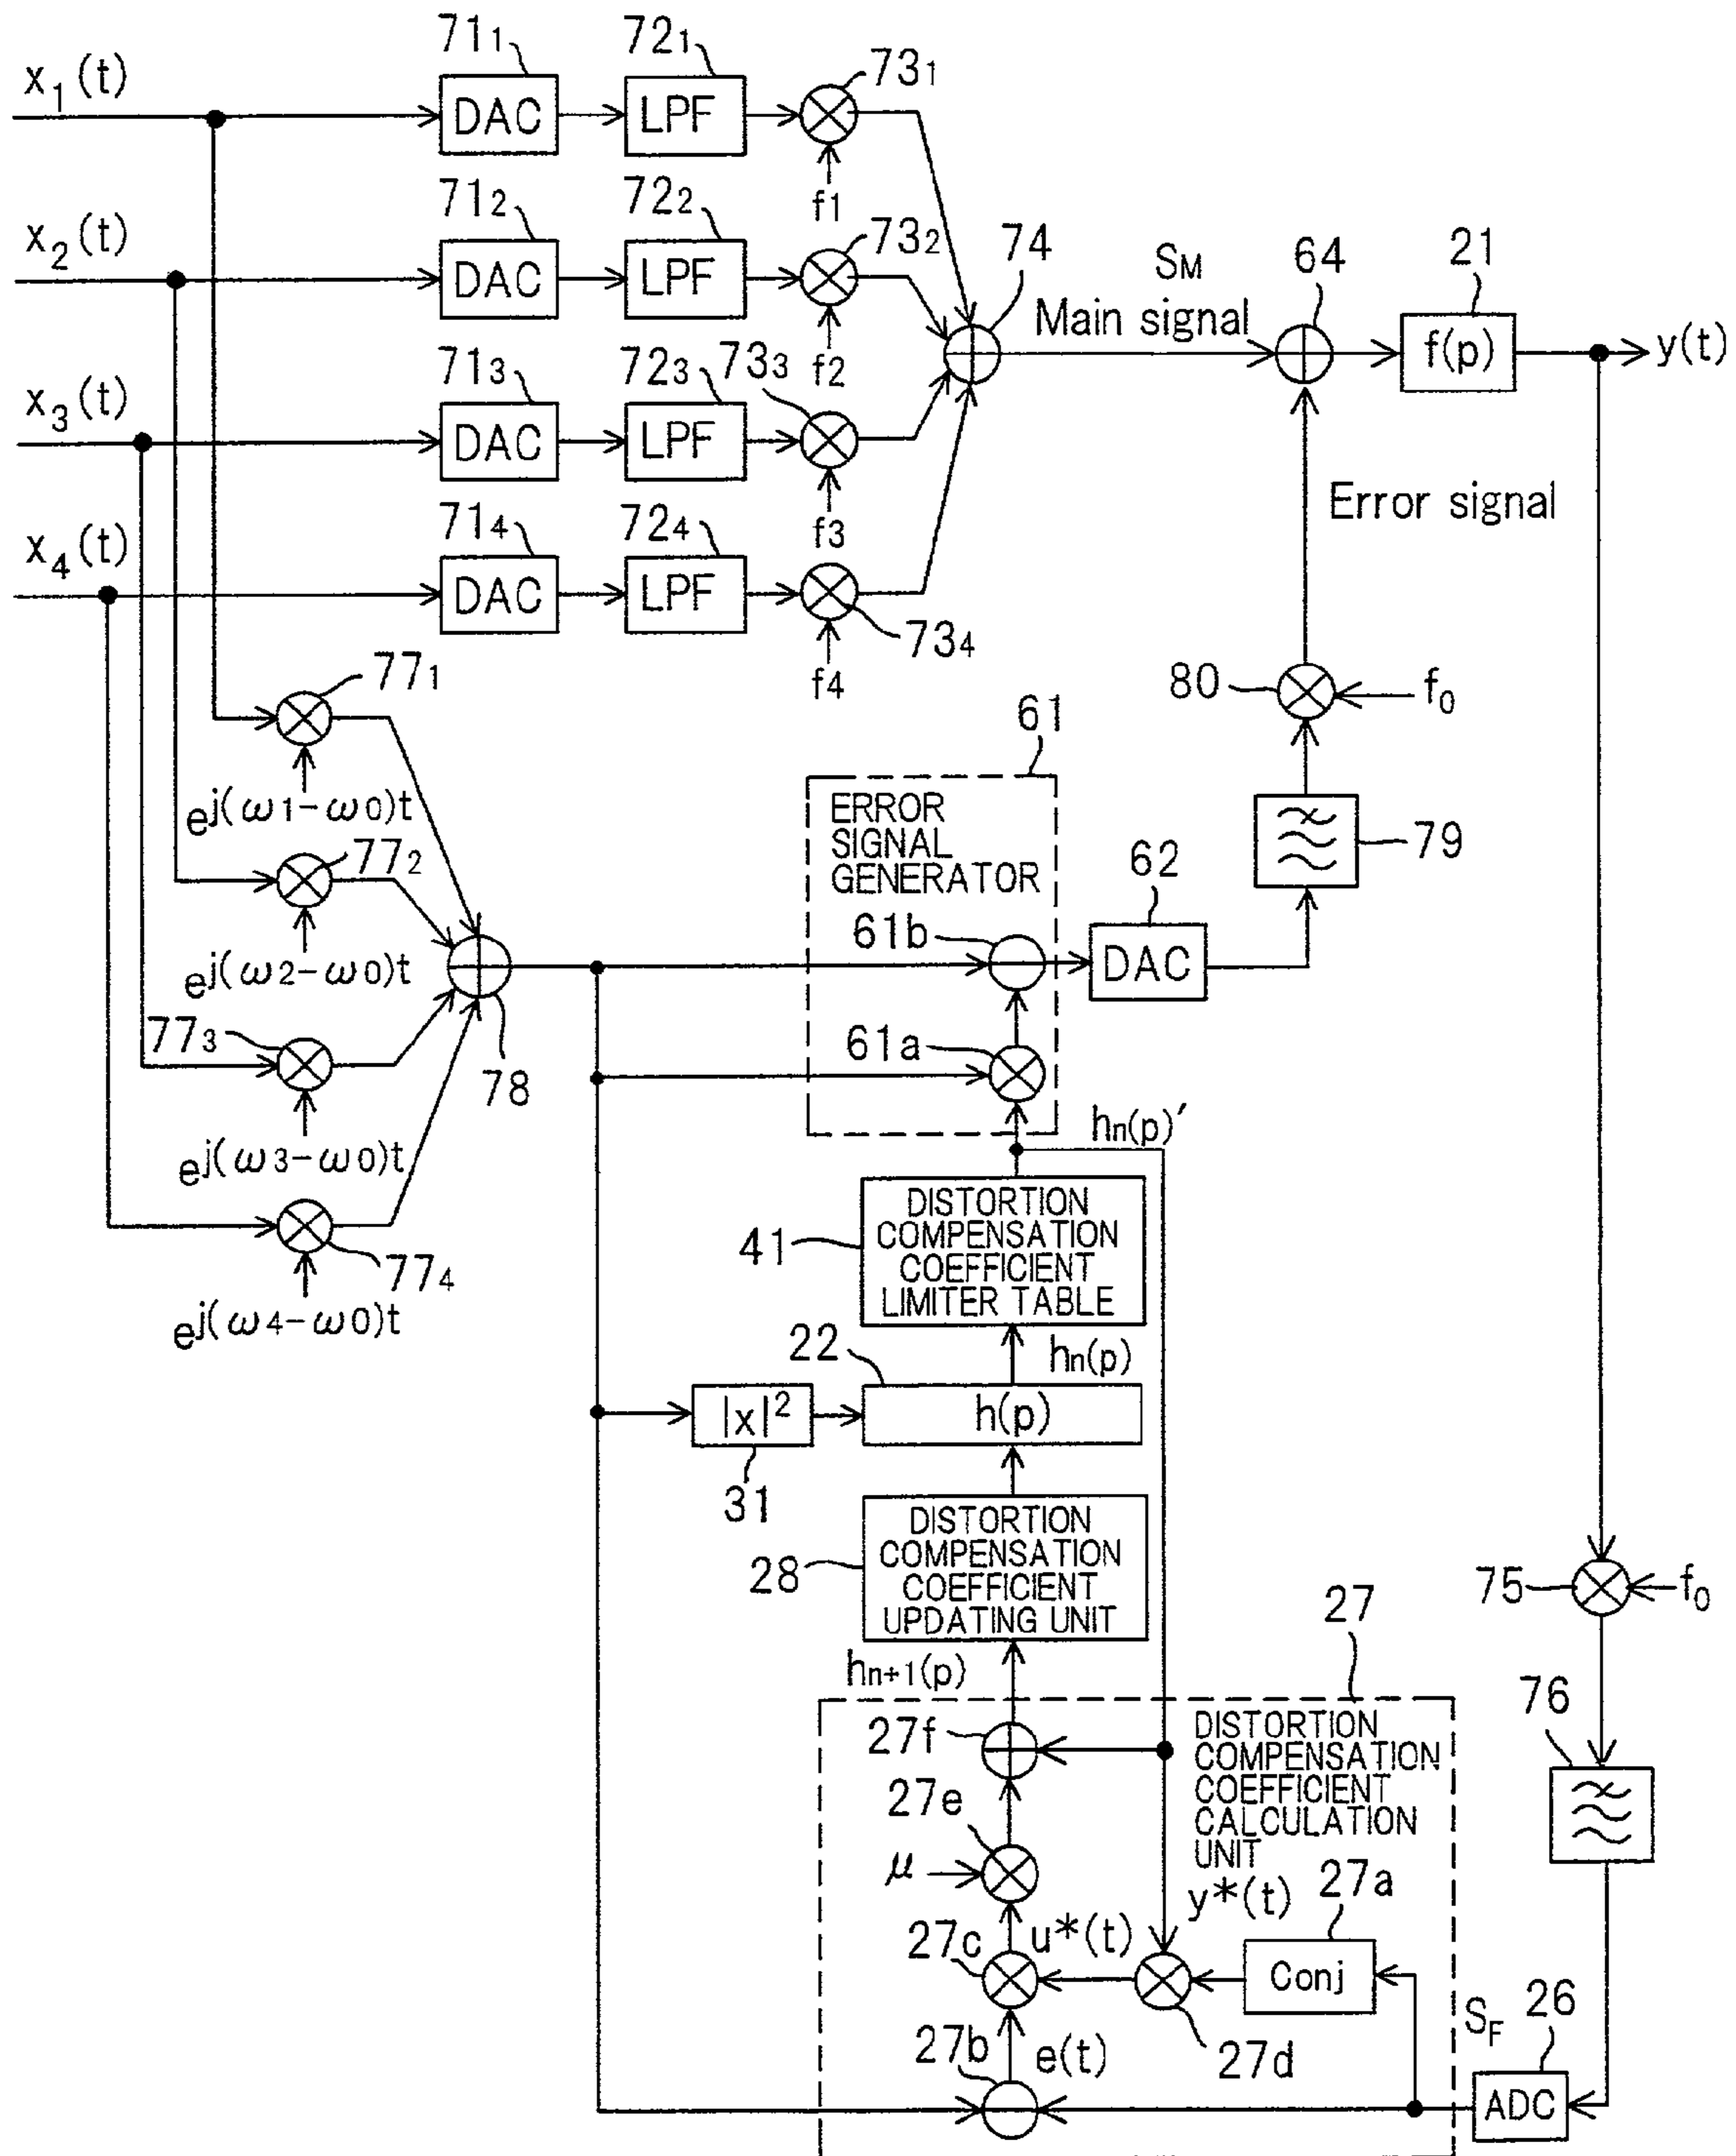 x1(t)
711
DAC
721
LPF
731
f1
x2(t)
712
DAC
722
LPF
732
f2
74
SM
Main signal
64
21
f(p)
y(t)
x3(t)
713
DAC
723
LPF
733
f3
Error signal
x4(t)
714
DAC
724
LPF
734
f4
771
ej(ω1-ω0)t
772
ej(ω2-ω0)t
773
ej(ω3-ω0)t
774
ej(ω4-ω0)t
78
80
f0
79
61
ERROR
SIGNAL
GENERATOR
61b
61a
62
DAC
hn(p)′
41
DISTORTION
COMPENSATION
COEFFICIENT
LIMITER TABLE
hn(p)
22
h(p)
|x|2
31
28
DISTORTION
COMPENSATION
COEFFICIENT
UPDATING UNIT
hn+1(p)
75
f0
76
27
DISTORTION
COMPENSATION
COEFFICIENT
CALCULATION
UNIT
27f
27e
μ
27c
u*(t)
y*(t)
27a
Conj
27d
27b
e(t)
SF
26
ADC